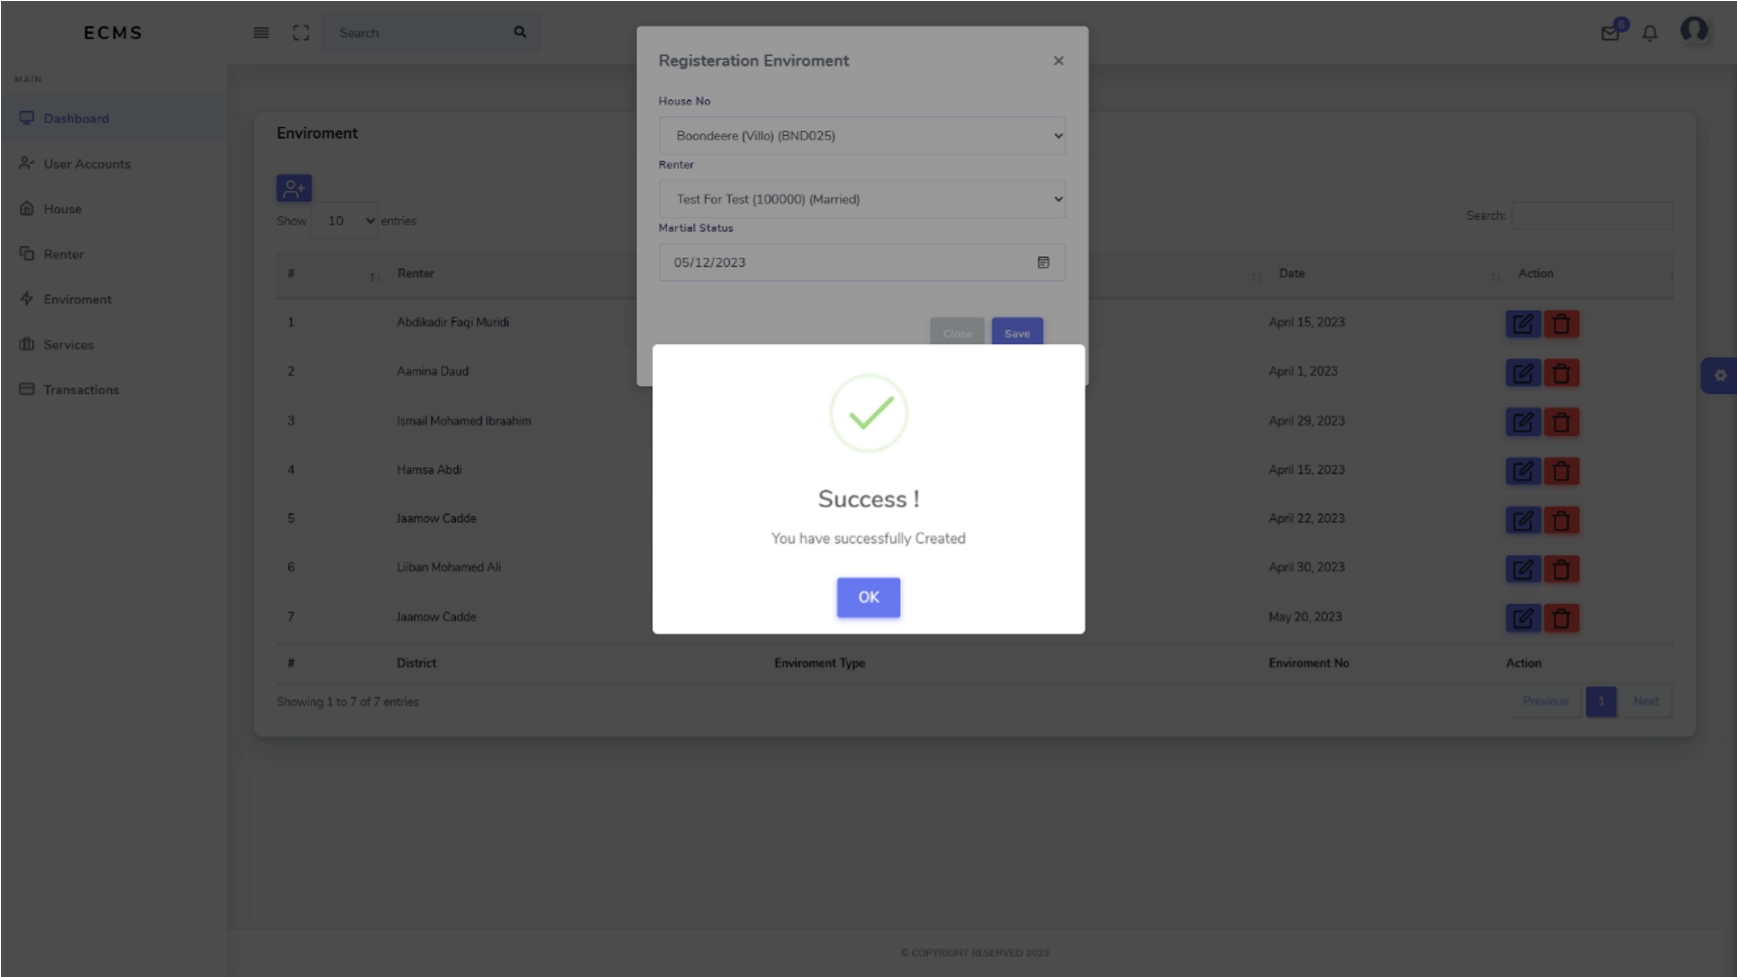 ECMS
Search
6
MAIN
Dashboard
User Accounts
House
Renter
Enviroment
Services
Transactions
Enviroment
Show 10 entries
Search:
# Renter Date Action
1 Abdikadir Faqi Muridi April 15, 2023
2 Aamina Daud April 1, 2023
3 Ismail Mohamed Ibraahim April 29, 2023
4 Hamsa Abdi April 15, 2023
5 Jaamow Cadde April 22, 2023
6 Liiban Mohamed Ali April 30, 2023
7 Jaamow Cadde May 20, 2023
# District Enviroment Type Enviroment No Action
Showing 1 to 7 of 7 entries
Previous 1 Next
Registeration Enviroment ×
House No
Boondeere (Villo) (BND025)
Renter
Test For Test (100000) (Married)
Martial Status
05/12/2023
Close Save
Success !
You have successfully Created
OK
© COPYRIGHT RESERVED 2023